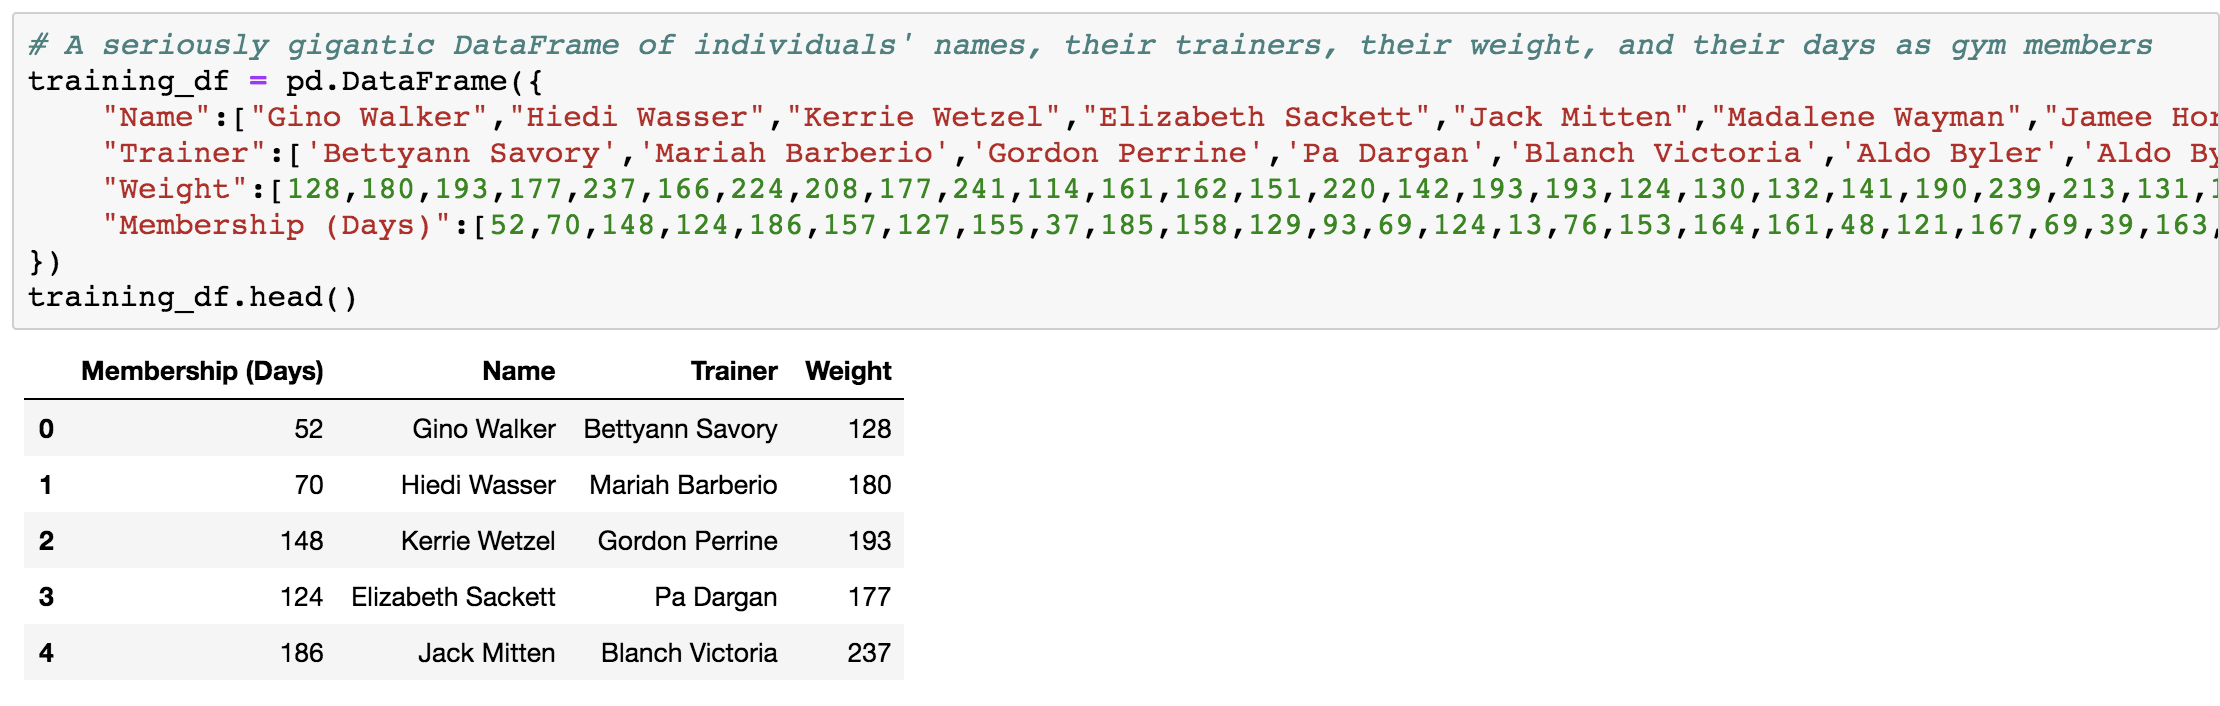 # A seriously gigantic DataFrame of individuals' names, their trainers, their weight, and their days as gym members
training_df = pd.DataFrame({
"Name":["Gino Walker","Hiedi Wasser","Kerrie Wetzel","Elizabeth Sackett","Jack Mitten","Madalene Wayman","Jamee
"Trainer":['Bettyann Savory','Mariah Barberio','Gordon Perrine','Pa Dargan','Blanch Victoria','Aldo Byler','Aldo
"Weight":[128,180,193,177,237,166,224,208,177,241,114,161,162,151,220,142,193,193,124,130,132,141,190,239,213,131,
"Membership (Days)":[52,70,148,124,186,157,127,155,37,185,158,129,93,69,124,13,76,153,164,161,48,121,167,69,39,163,
})
training_df.head()
Membership (Days) Name Trainer Weight
0 52 Gino Walker Bettyann Savory 128
1 70 Hiedi Wasser Mariah Barberio 180
2 148 Kerrie Wetzel Gordon Perrine 193
3 124 Elizabeth Sackett Pa Dargan 177
4 186 Jack Mitten Blanch Victoria 237